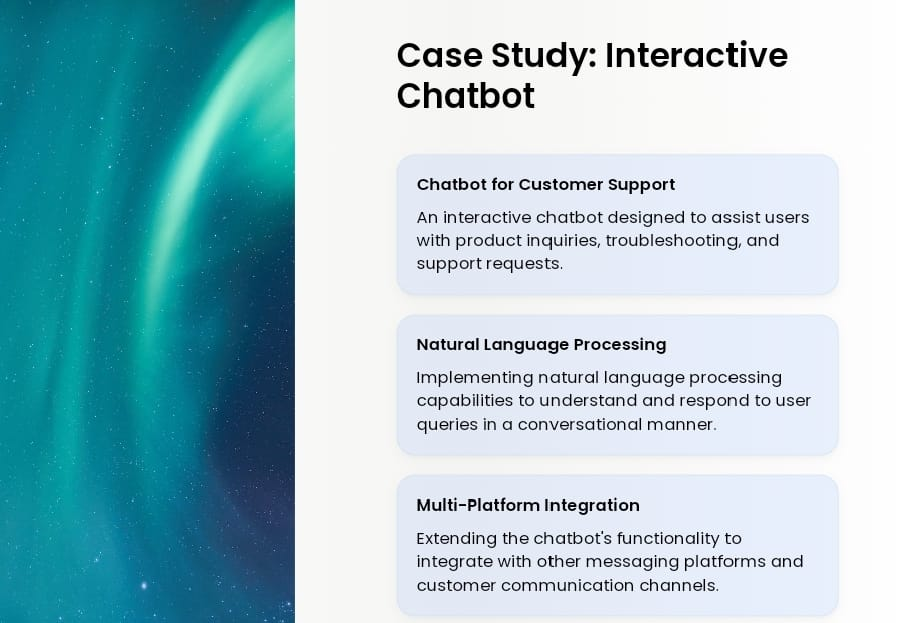 Case Study: Interactive
Chatbot
Chatbot for Customer Support
An interactive chatbot designed to assist users
with product inquiries, troubleshooting, and
support requests.
Natural Language Processing
Implementing natural language processing
capabilities to understand and respond to user
queries in a conversational manner.
Multi-Platform Integration
Extending the chatbot's functionality to
integrate with other messaging platforms and
customer communication channels.